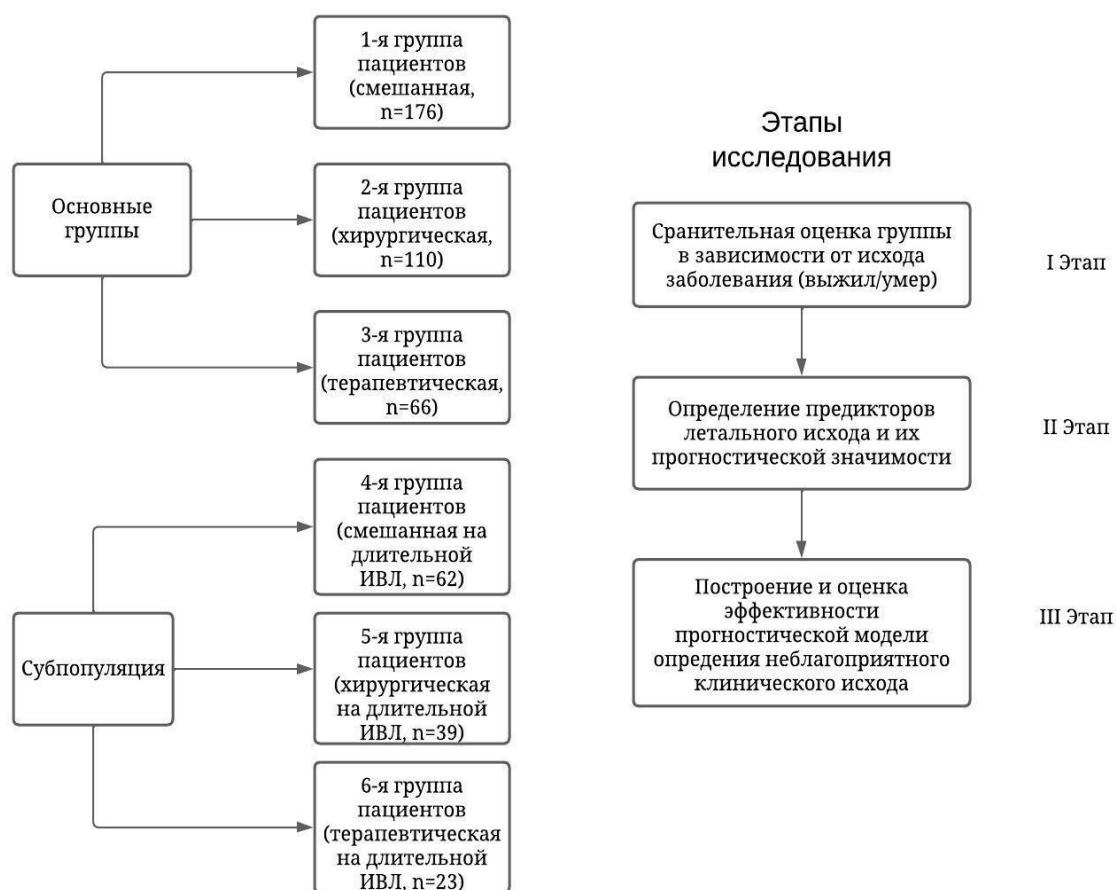 Основные
группы
1-я группа
пациентов
(смешанная,
n=176)
2-я группа
пациентов
(хирургическая,
n=110)
3-я группа
пациентов
(терапевтическая,
n=66)
Субпопуляция
4-я группа
пациентов
(смешанная на
длительной
ИВЛ, n=62)
5-я группа
пациентов
(хирургическая
на длительной
ИВЛ, n=39)
6-я группа
пациентов
(терапевтическая
на длительной
ИВЛ, n=23)
Этапы
исследования
Сранительная оценка группы
в зависимости от исхода
заболевания (выжил/умер)
I Этап
Определение предикторов
летального исхода и их
прогностической значимости
II Этап
Построение и оценка
эффективности
прогностической модели
опредения неблагоприятного
клинического исхода
III Этап